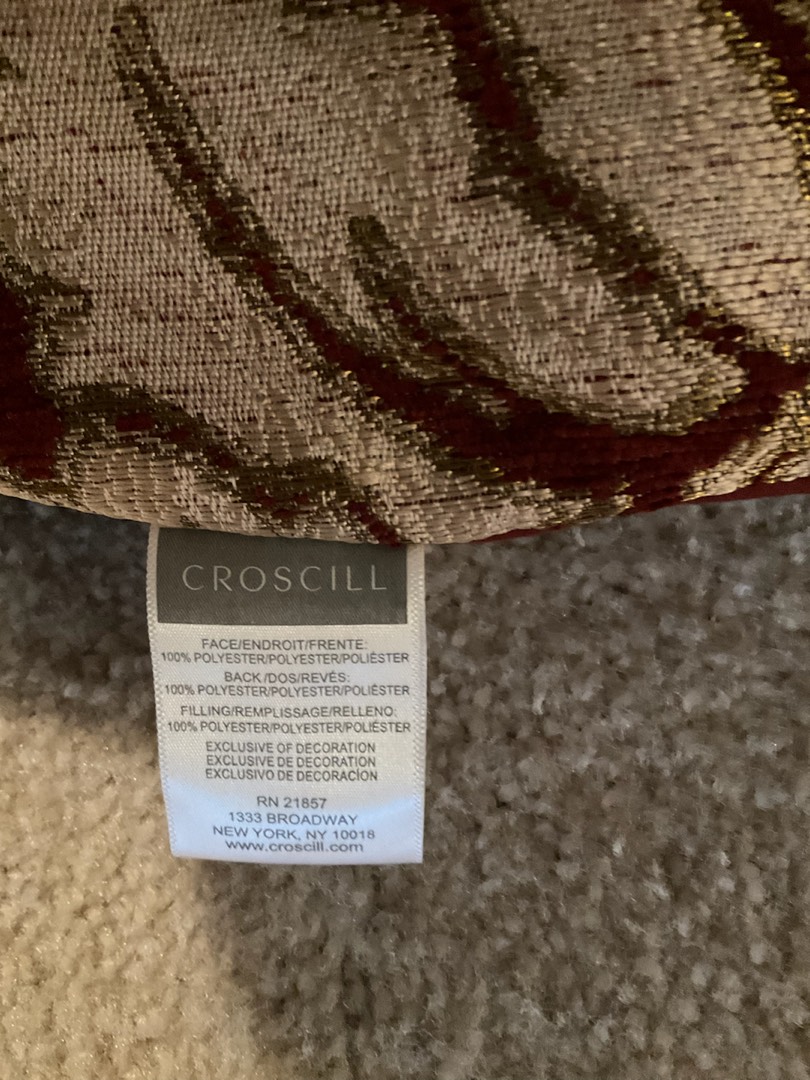 CROSCILL
FACE/ENDROIT/FRENTE:
100% POLYESTER/POLYESTER/POLIÉSTER
BACK/DOS/REVÉS:
100% POLYESTER/POLYESTER/POLIÉSTER
FILLING/REMPLISSAGE/RELLENO:
100% POLYESTER/POLYESTER/POLIÉSTER
EXCLUSIVE OF DECORATION
EXCLUSIVE DE DECORATION
EXCLUSIVO DE DECORACÍON
RN 21857
1333 BROADWAY
NEW YORK, NY 10018
www.croscill.com